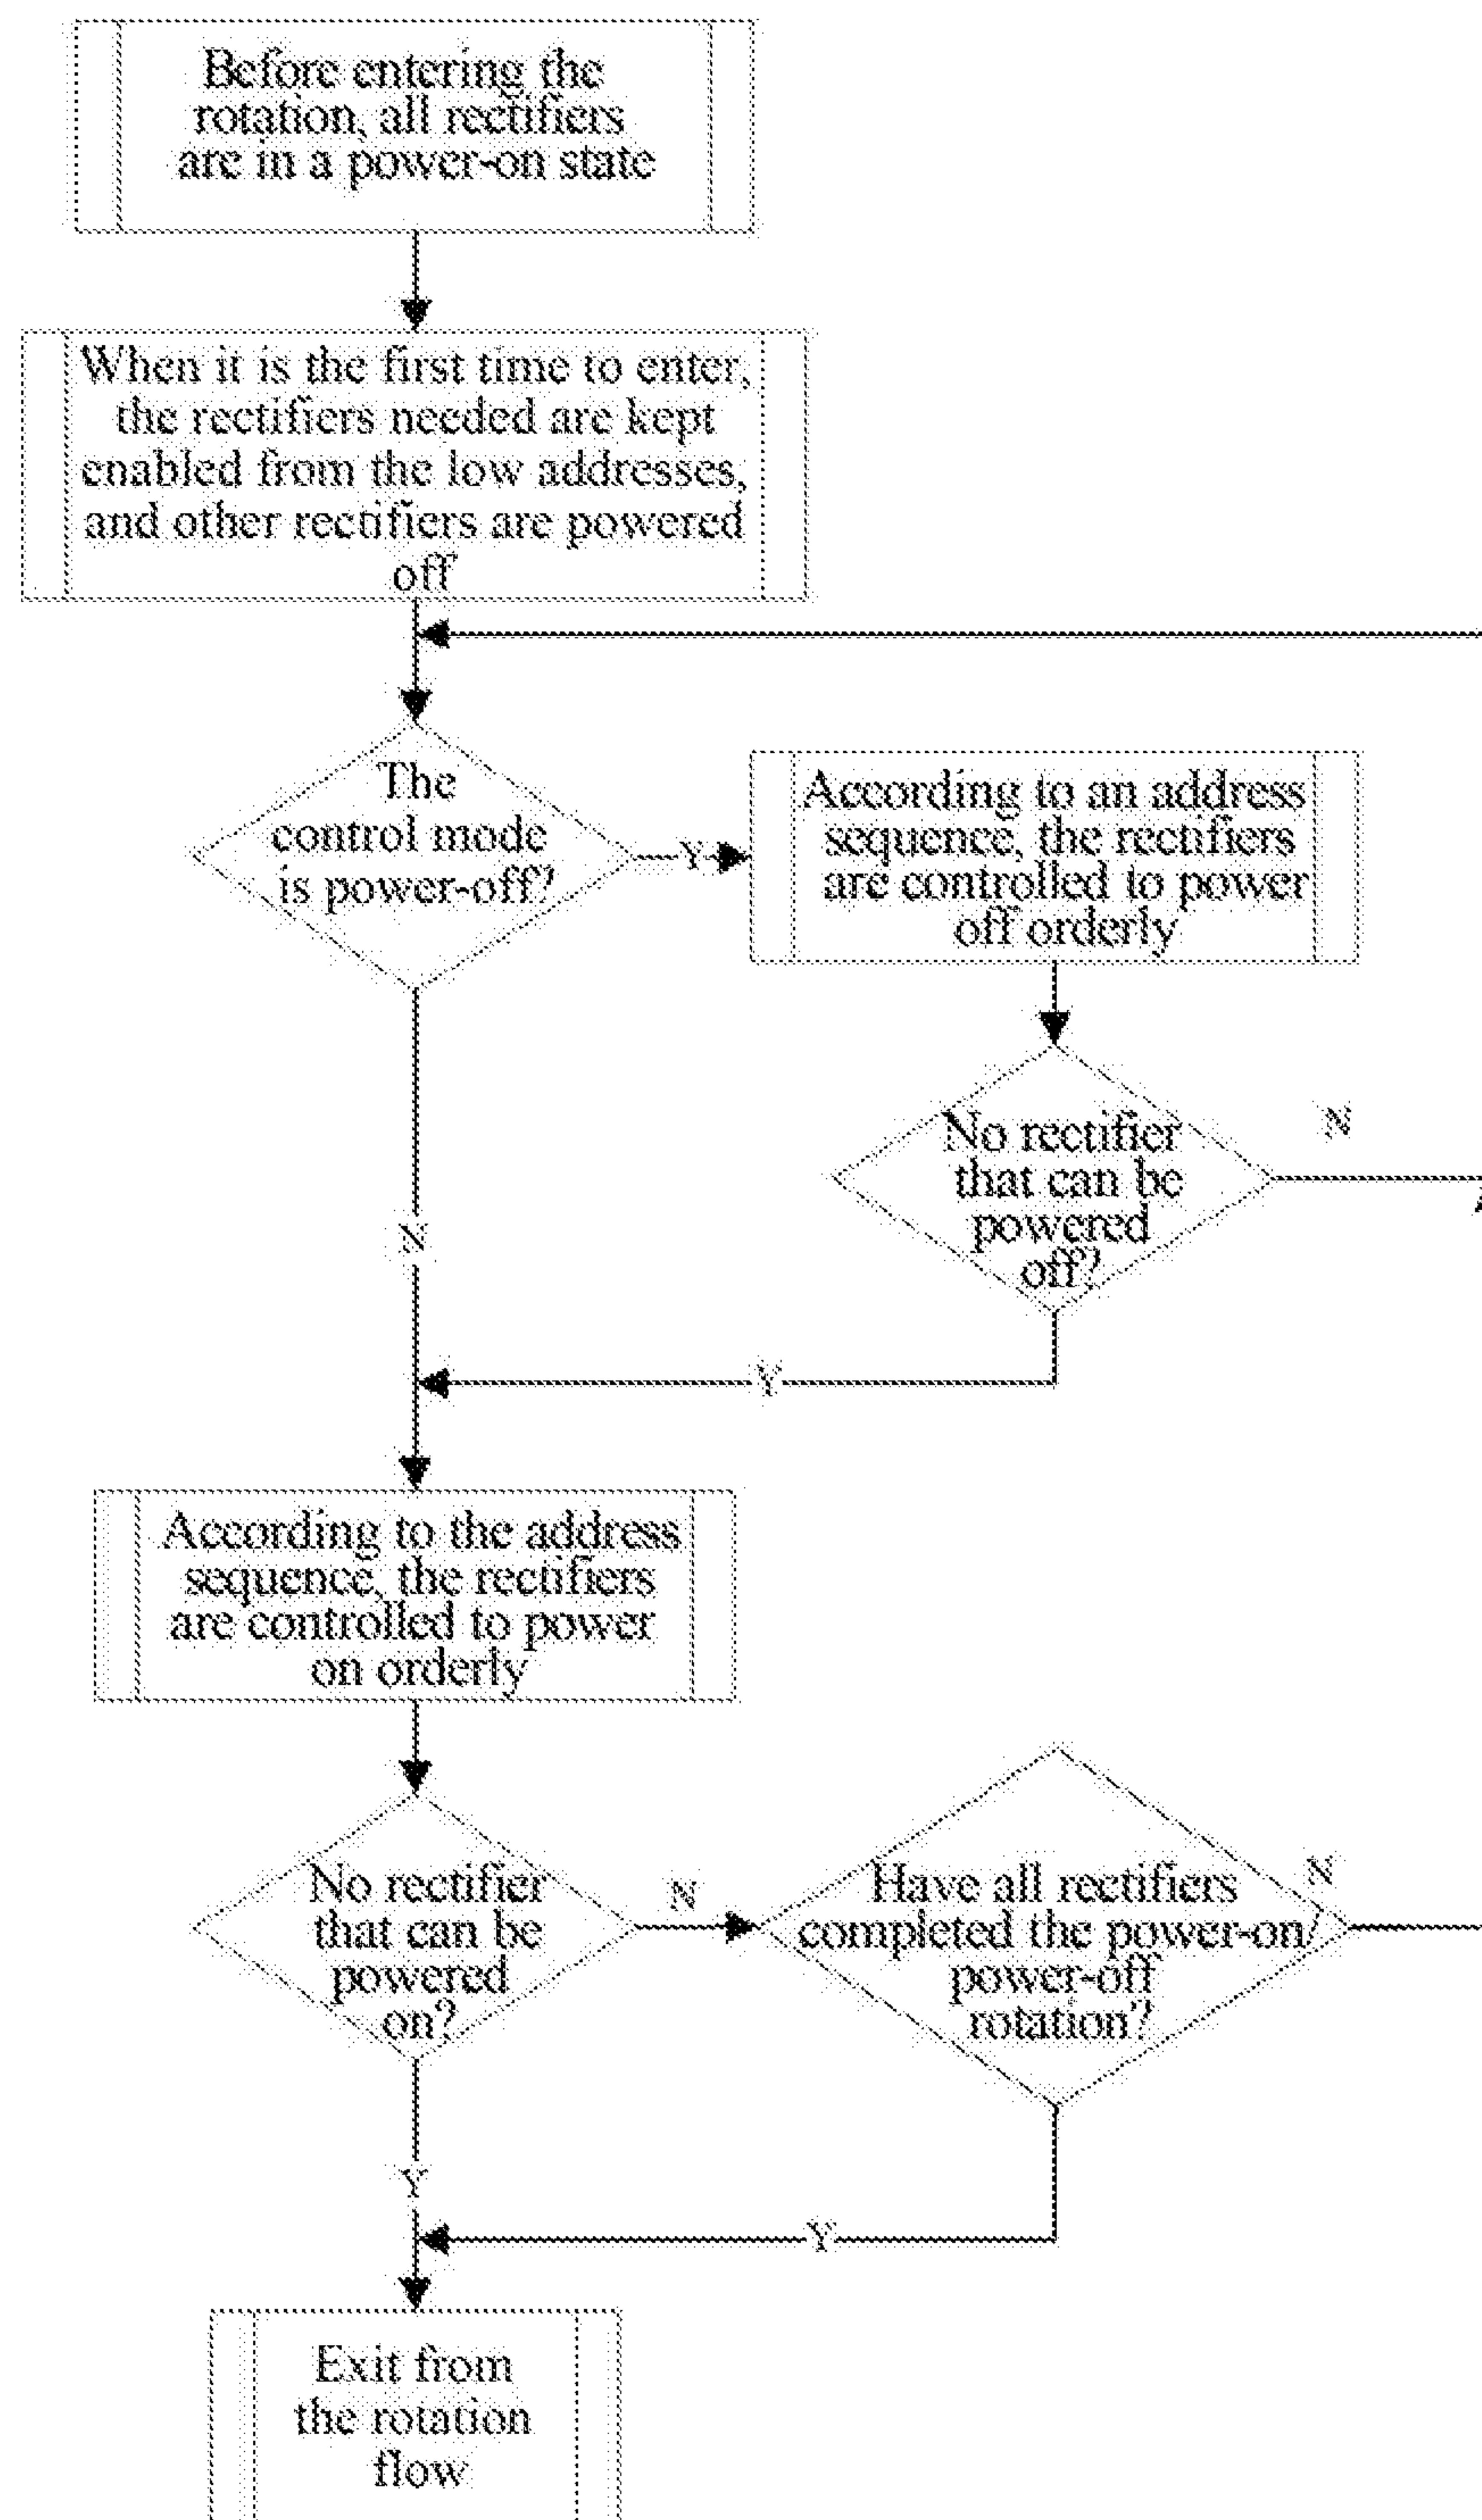 Before entering the
rotation, all rectifiers
are in a power-on state
When it is the first time to enter,
the rectifiers needed are kept
enabled from the low addresses,
and other rectifiers are powered
off
The
control mode
is power-off?
Y
According to an address
sequence, the rectifiers
are controlled to power
off orderly
No rectifier
that can be
powered
off?
N
N
Y
According to the address
sequence, the rectifiers
are controlled to power
on orderly
No rectifier
that can be
powered
on?
N
Have all rectifiers
completed the power-on/
power-off
rotation?
N
Y
Y
Exit from
the rotation
flow